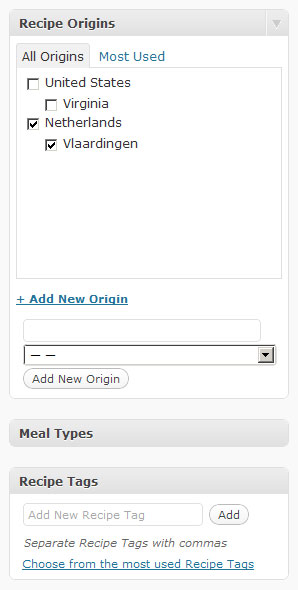 Recipe Origins
All Origins Most Used
United States
Virginia
Netherlands
Vlaardingen
+ Add New Origin
— —
Add New Origin
Meal Types
Recipe Tags
Add New Recipe Tag Add
Separate Recipe Tags with commas
Choose from the most used Recipe Tags